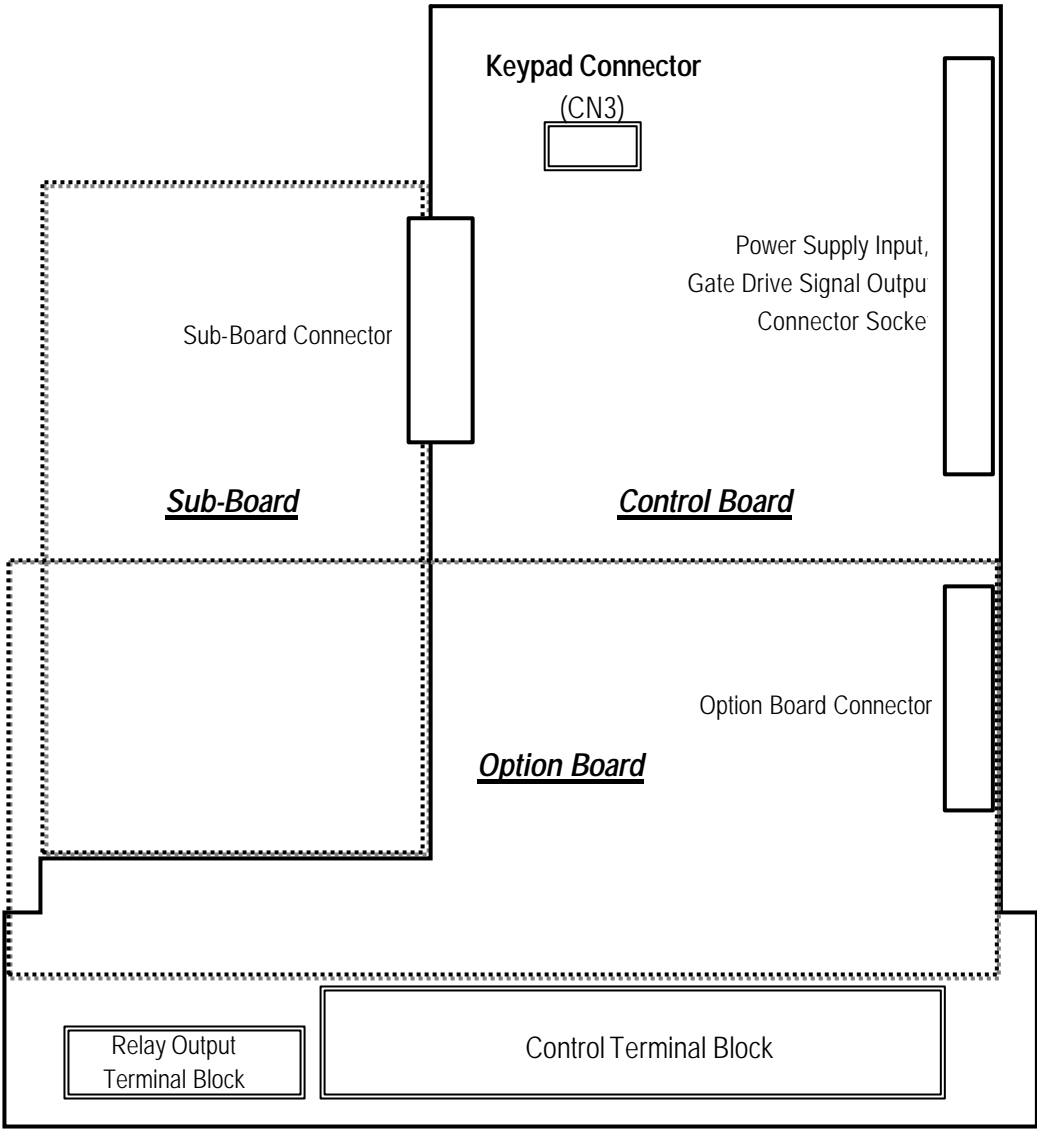 Keypad Connector
(CN3)
Power Supply Input,
Gate Drive Signal Outpu
Connector Socke
Sub-Board Connector
Sub-Board
Control Board
Option Board Connector
Option Board
Relay Output
Terminal Block
Control Terminal Block